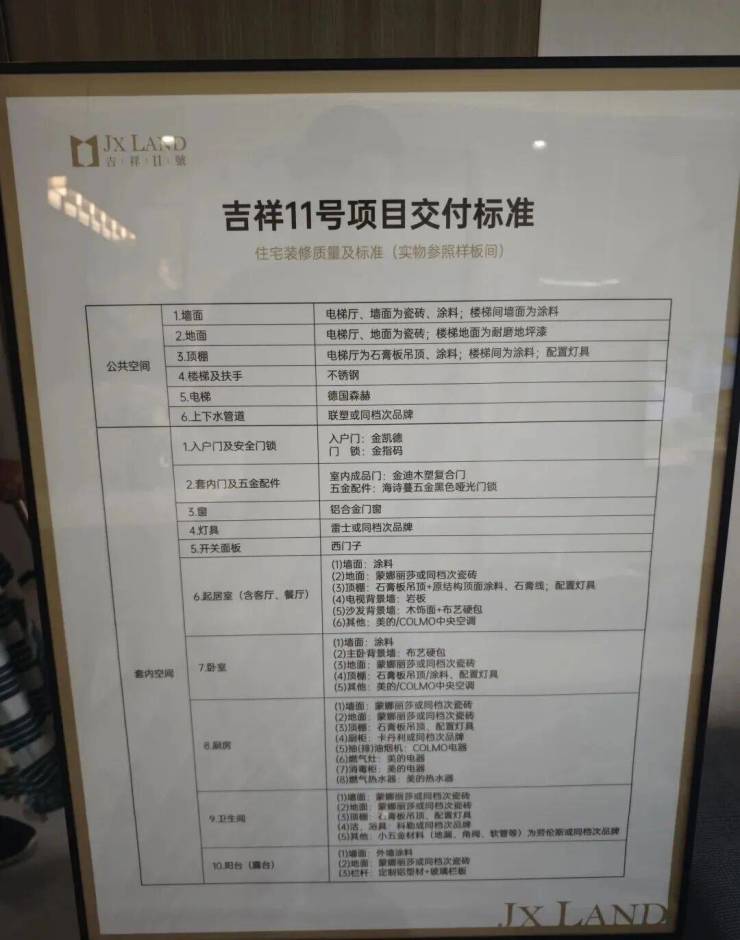 JX LAND
吉·祥·11·號
吉祥11号项目交付标准
住宅装修质量及标准（实物参照样板间）
公共空间
1.墙面
电梯厅、墙面为瓷砖、涂料；楼梯间墙面为涂料
2.地面
电梯厅、地面为瓷砖；楼梯地面为耐磨地坪漆
3.顶棚
电梯厅为石膏板吊顶、涂料；楼梯间为涂料；配置灯具
4.楼梯及扶手
不锈钢
5.电梯
德国森赫
6.上下水管道
联塑或同档次品牌
套内空间
1.入户门及安全门锁
入户门：金凯德
门 锁：金指码
2.套内门及五金配件
室内成品门：金迪木塑复合门
五金配件：海诗蔓五金黑色哑光门锁
3.窗
铝合金门窗
4.灯具
雷士或同档次品牌
5.开关面板
西门子
6.起居室（含客厅、餐厅）
(1)墙面：涂料
(2)地面：蒙娜丽莎或同档次瓷砖
(3)顶棚：石膏板吊顶+原结构顶面涂料、石膏线；配置灯具
(4)电视背景墙：岩板
(5)沙发背景墙：木饰面+布艺硬包
(6)其他：美的/COLMO中央空调
7.卧室
(1)墙面：涂料
(2)主卧背景墙：布艺硬包
(3)地面：蒙娜丽莎或同档次瓷砖
(4)顶棚：石膏板吊顶/涂料、配置灯具
(5)其他：美的/COLMO中央空调
8.厨房
(1)墙面：蒙娜丽莎或同档次瓷砖
(2)地面：蒙娜丽莎或同档次瓷砖
(3)顶棚：石膏板吊顶、配置灯具
(4)厨柜：卡丹利或同档次品牌
(5)抽(排)油烟机：COLMO电器
(6)燃气灶：美的电器
(7)消毒柜：美的电器
(8)燃气热水器：美的热水器
9.卫生间
(1)墙面：蒙娜丽莎或同档次瓷砖
(2)地面：蒙娜丽莎或同档次瓷砖
(3)顶棚：石膏板吊顶、配置灯具
(4)洁、浴具：科勒或同档次品牌
(5)其他：小五金材料（地漏、角阀、软管等）为劳伦斯或同档次品牌
10.阳台（露台）
(1)墙面：外墙涂料
(2)地面：蒙娜丽莎或同档次瓷砖
(3)栏杆：定制铝塑材+玻璃栏板
JX LAND